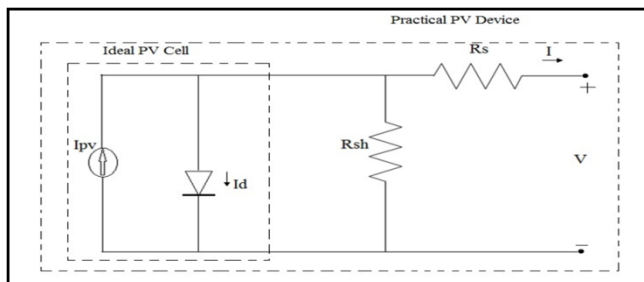 Practical PV Device
Ideal PV Cell
Rs
I
+
Ipv
Id
Rsh
V
−